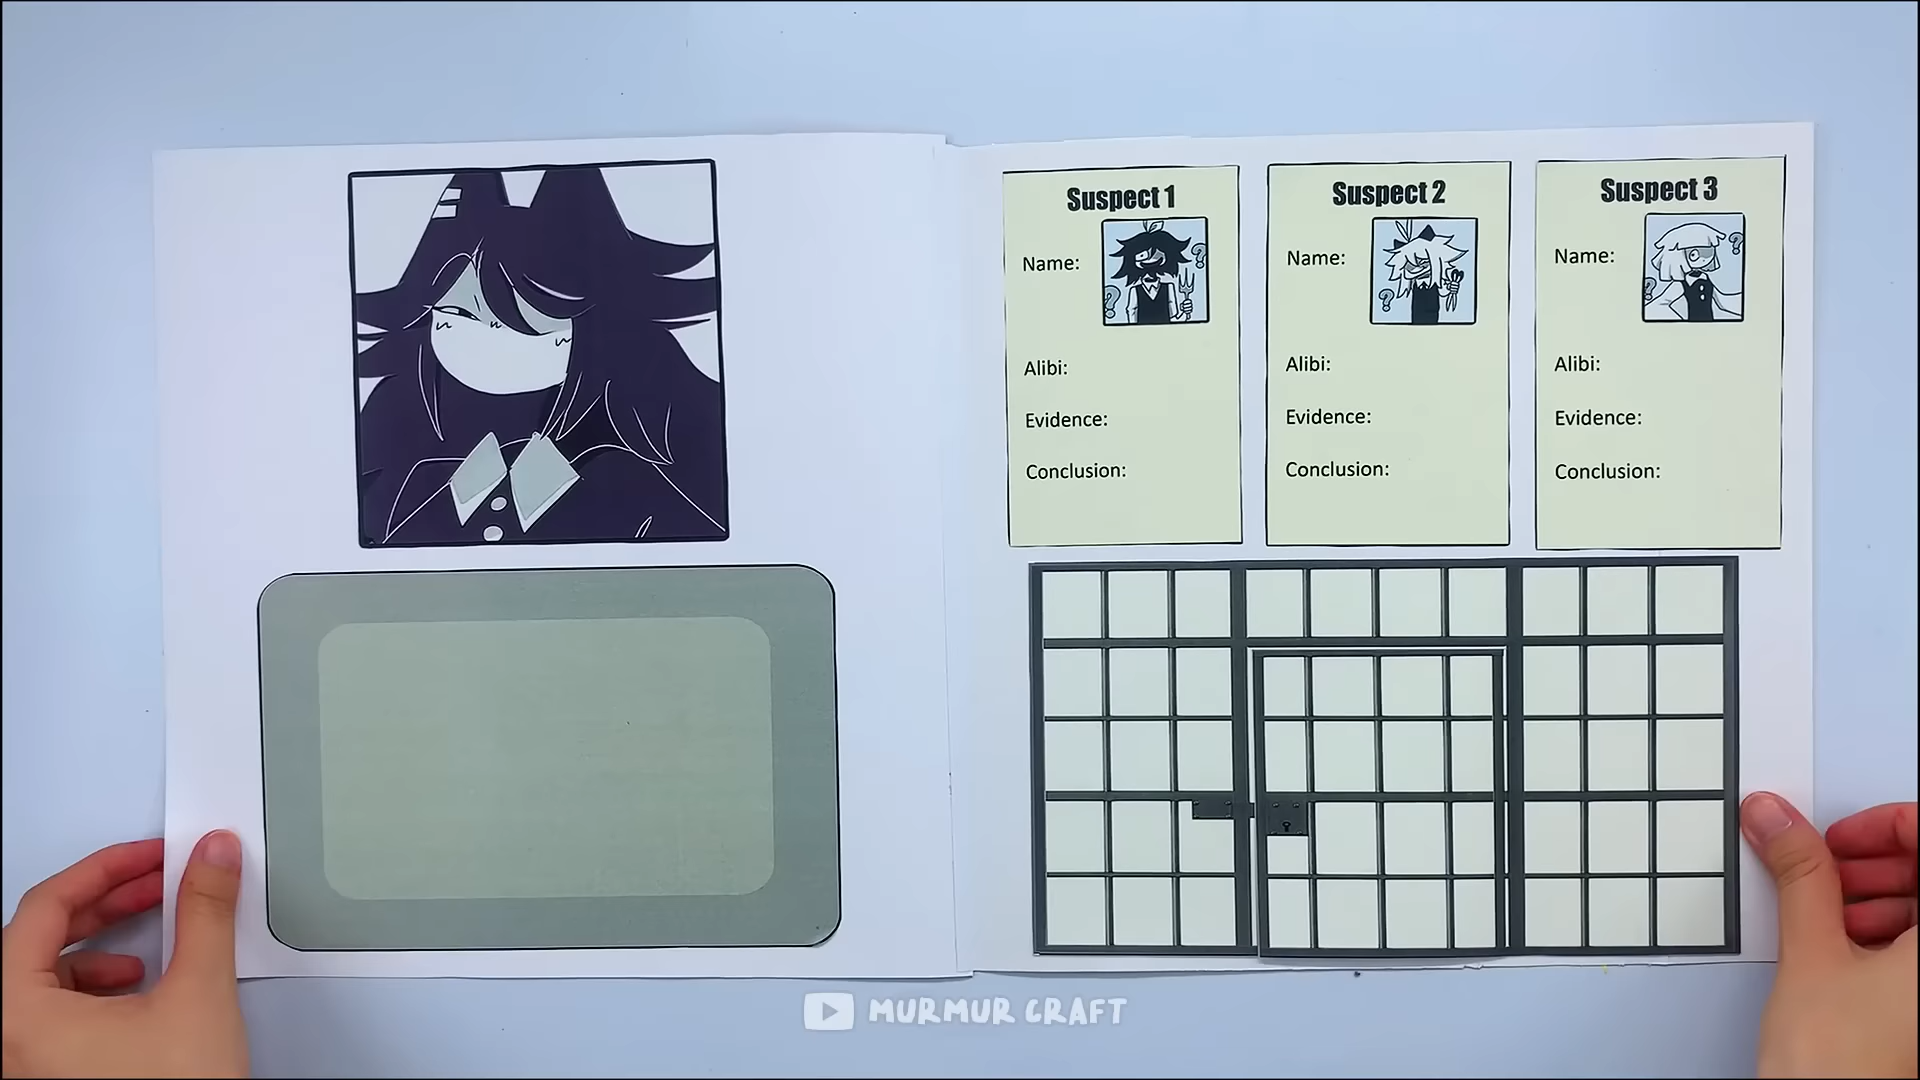 Suspect 1
Name:
Alibi:
Evidence:
Conclusion:
Suspect 2
Name:
Alibi:
Evidence:
Conclusion:
Suspect 3
Name:
Alibi:
Evidence:
Conclusion:
MURMUR CRAFT